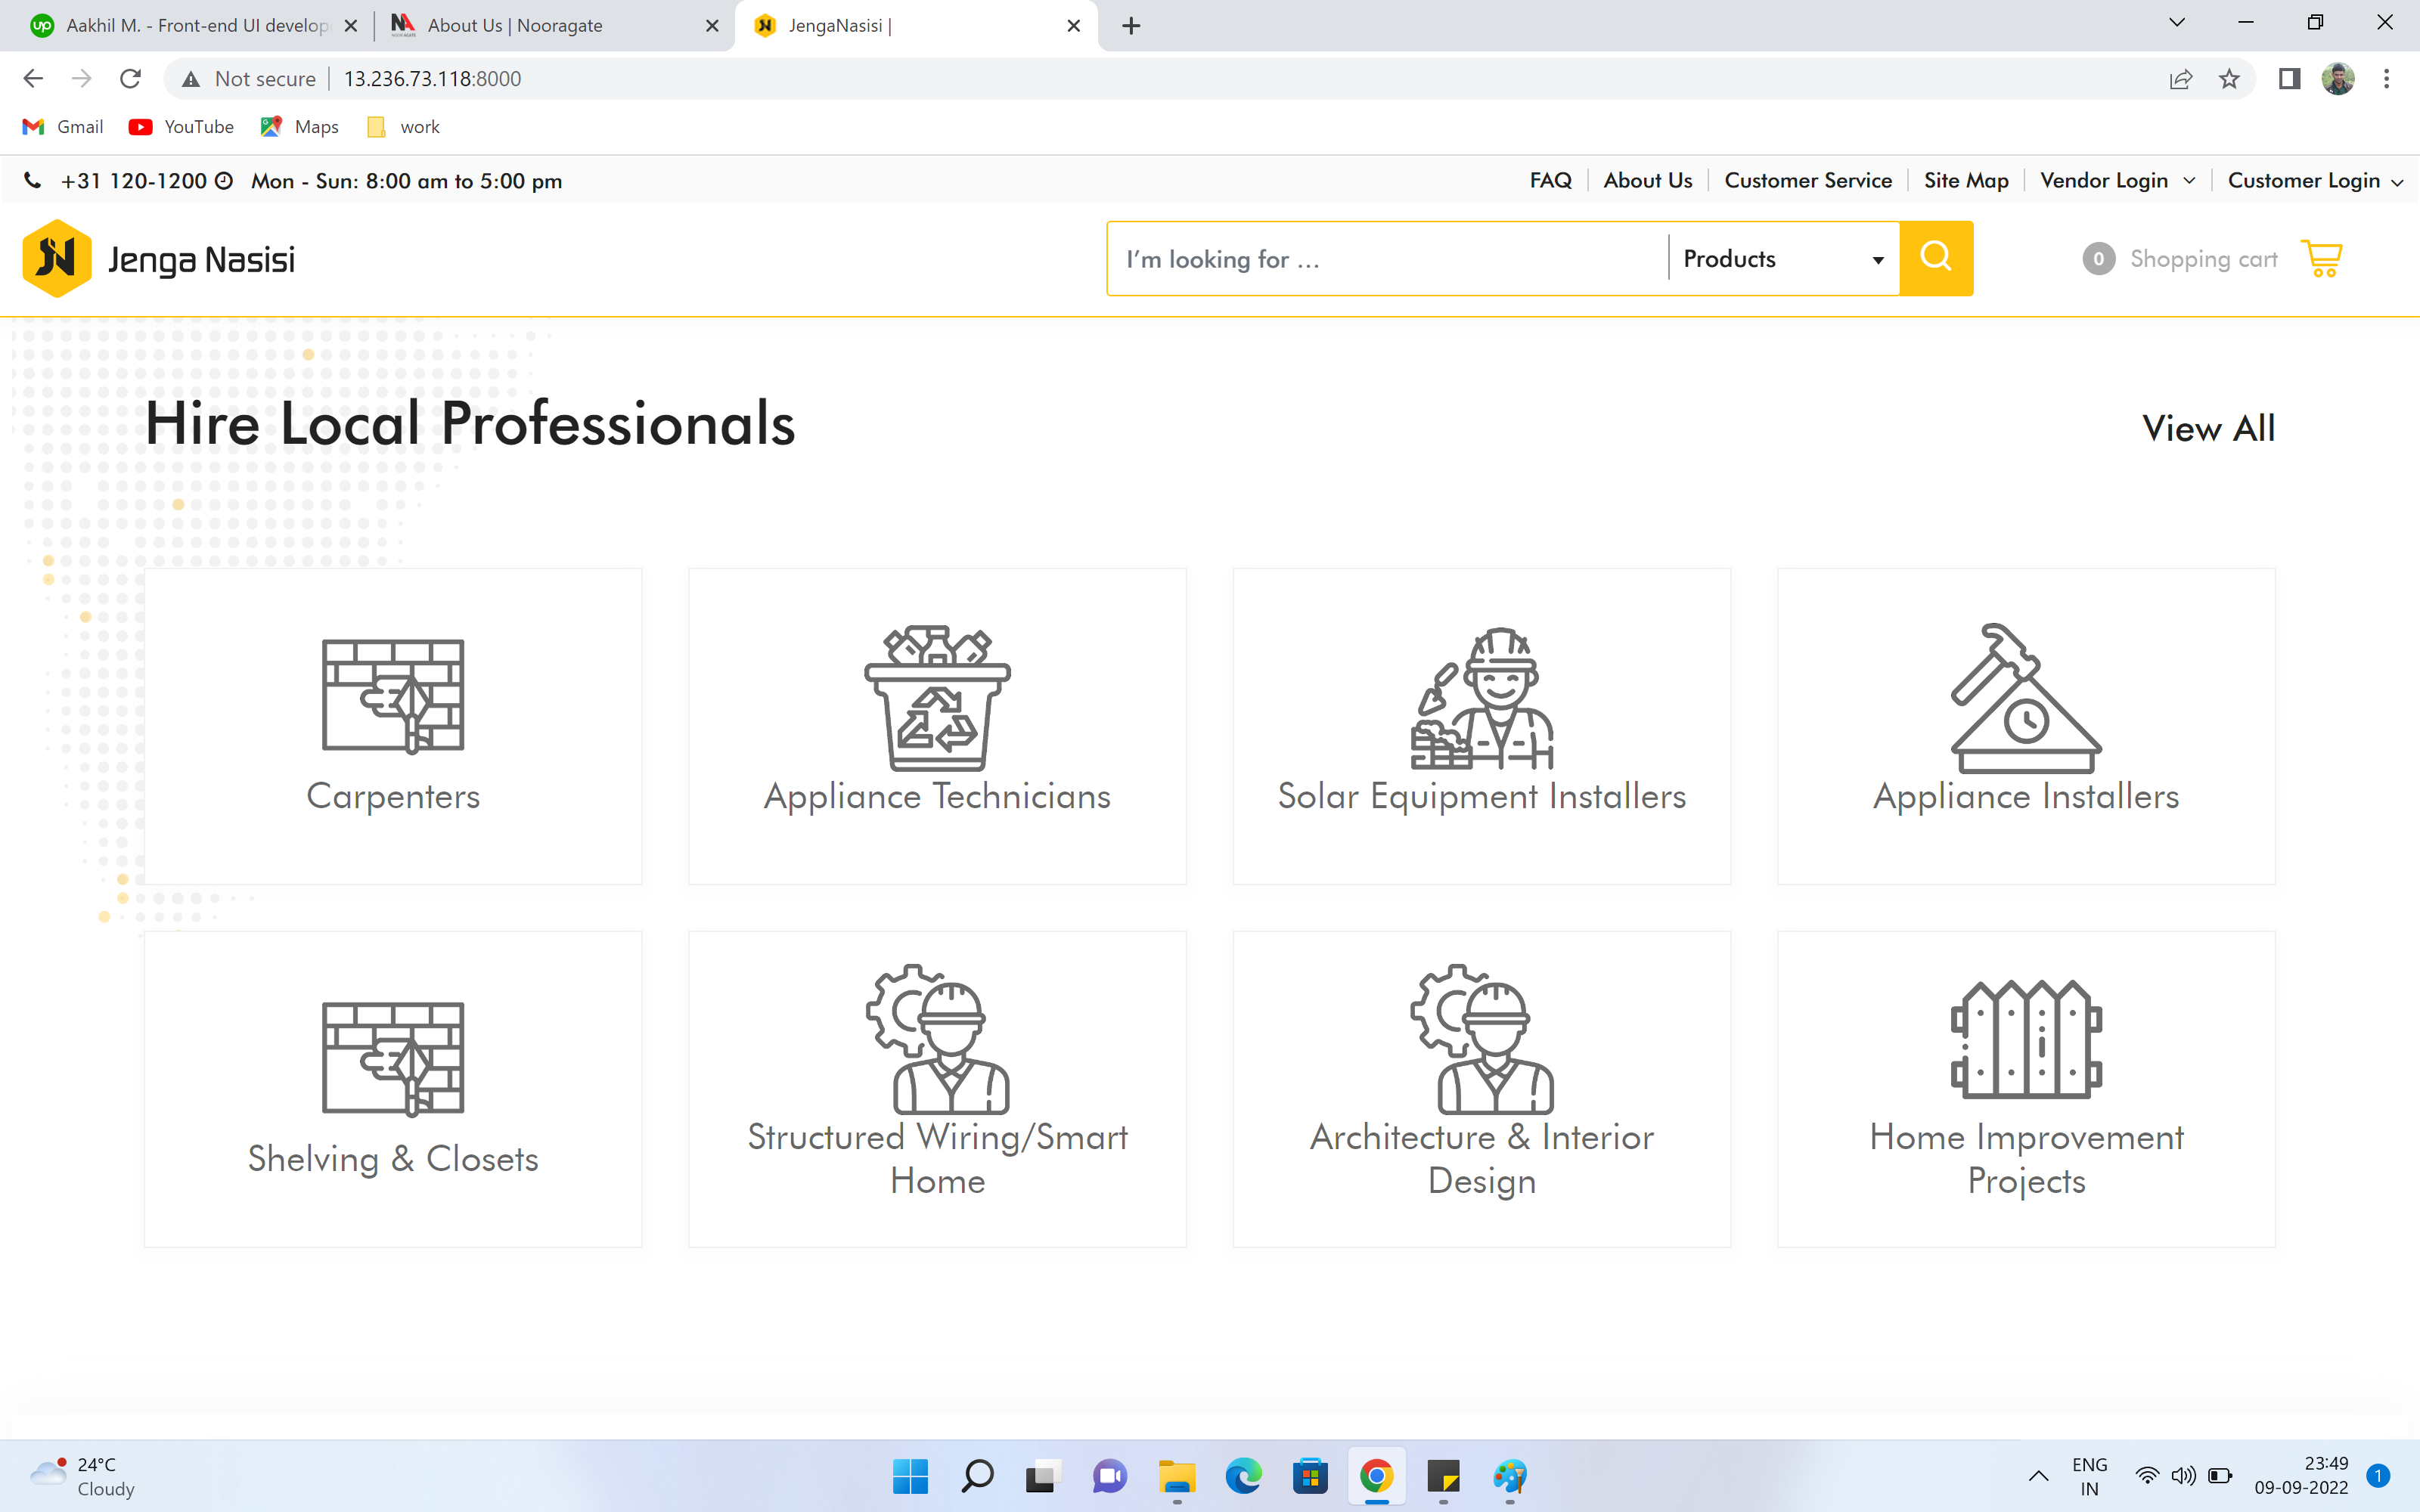 Aakhil M. - Front-end UI develop
About Us | Nooragate
JengaNasisi |
Not secure
13.236.73.118:8000
Gmail
YouTube
Maps
work
+31 120-1200
Mon - Sun: 8:00 am to 5:00 pm
FAQ
About Us
Customer Service
Site Map
Vendor Login
Customer Login
Jenga Nasisi
I'm looking for ...
Products
0
Shopping cart
Hire Local Professionals
View All
Carpenters
Appliance Technicians
Solar Equipment Installers
Appliance Installers
Shelving & Closets
Structured Wiring/Smart
Home
Architecture & Interior
Design
Home Improvement
Projects
24°C
Cloudy
ENG
IN
23:49
09-09-2022
1